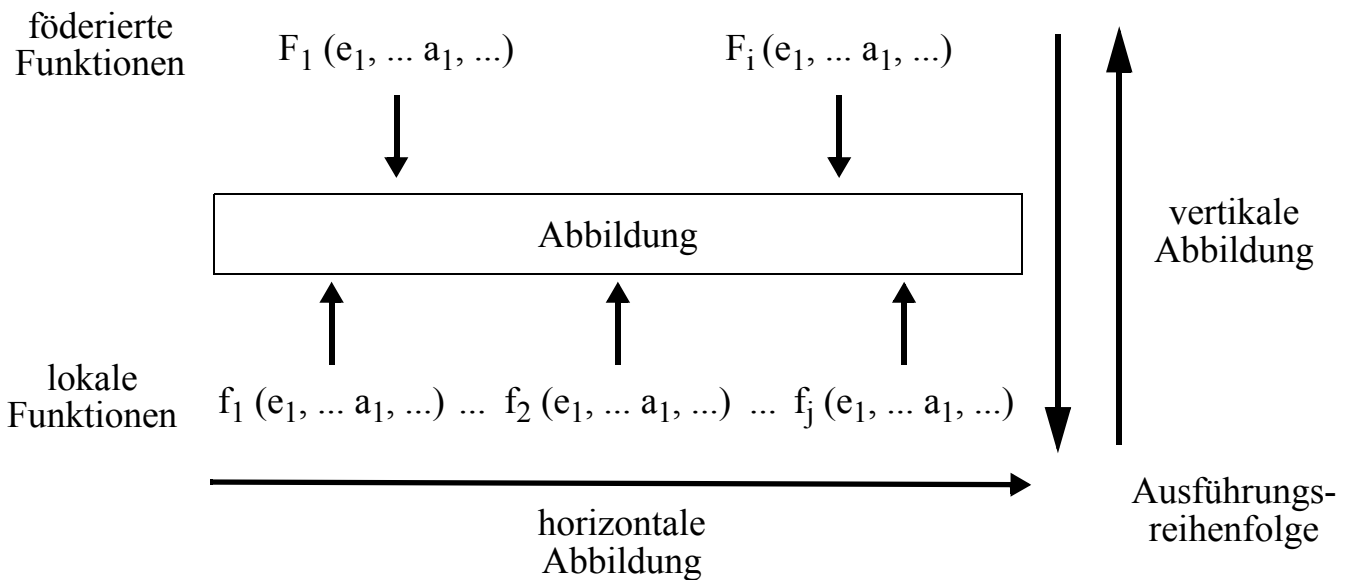 föderierte
Funktionen
F1 (e1, ... a1, ...)
Fi (e1, ... a1, ...)
Abbildung
vertikale
Abbildung
lokale
Funktionen
f1 (e1, ... a1, ...) ... f2 (e1, ... a1, ...) ... fj (e1, ... a1, ...)
horizontale
Abbildung
Ausführungs-
reihenfolge